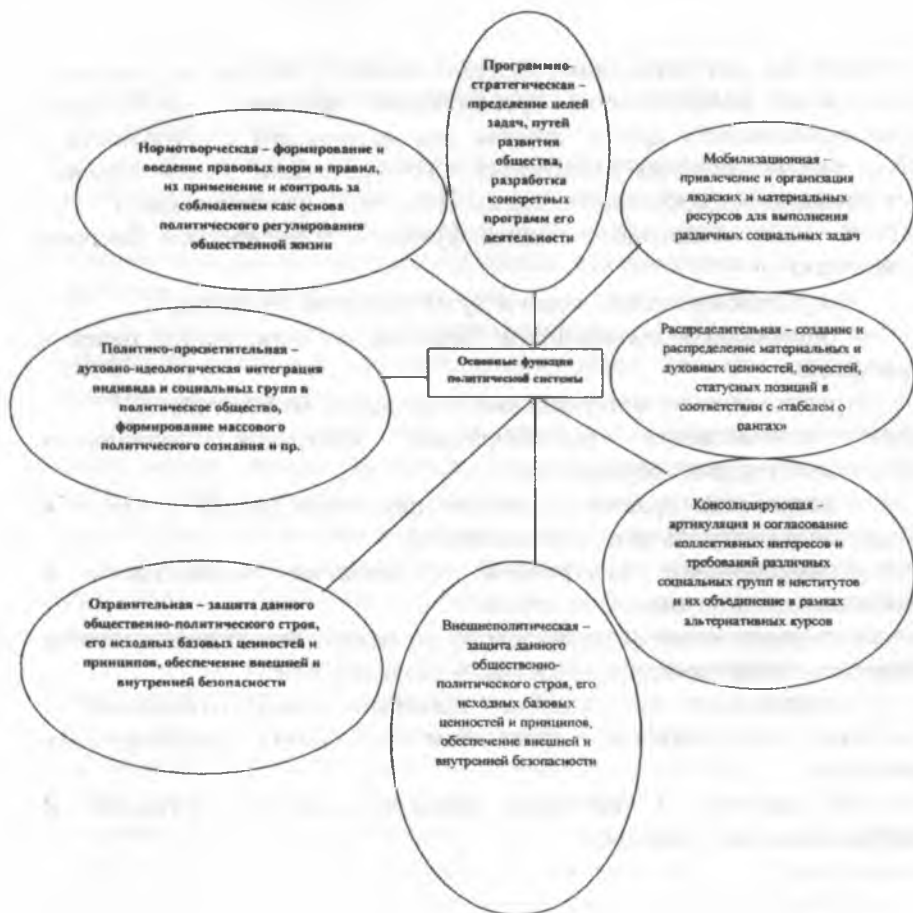 Программно-
стратегическая –
определение целей
задач, путей
развития
общества,
разработка
конкретных
программ его
деятельности
Нормотворческая – формирование и
введение правовых норм и правил,
их применение и контроль за
соблюдением как основа
политического регулирования
общественной жизни
Мобилизационная -
привлечение и организация
людских и материальных
ресурсов для выполнения
различных социальных задач
Политико-просветительная –
духовно-идеологическая интеграция
индивида и социальных групп в
политическое общество,
формирование массового
политического сознания и пр.
Основные функции
политической системы
Распределительная – создание и
распределение материальных и
духовных ценностей, почестей,
статусных позиций в
соответствии с «табелем о
рангах»
Консолидирующая -
артикуляция и согласование
коллективных интересов и
требований различных
социальных групп и институтов
и их объединение в рамках
альтернативных курсов
Охранительная – защита данного
общественно-политического строя,
его исходных базовых ценностей и
принципов, обеспечение внешней и
внутренней безопасности
Внешнеполитическая –
защита данного
общественно-
политического строя, его
исходных базовых
ценностей и принципов,
обеспечение внешней и
внутренней безопасности